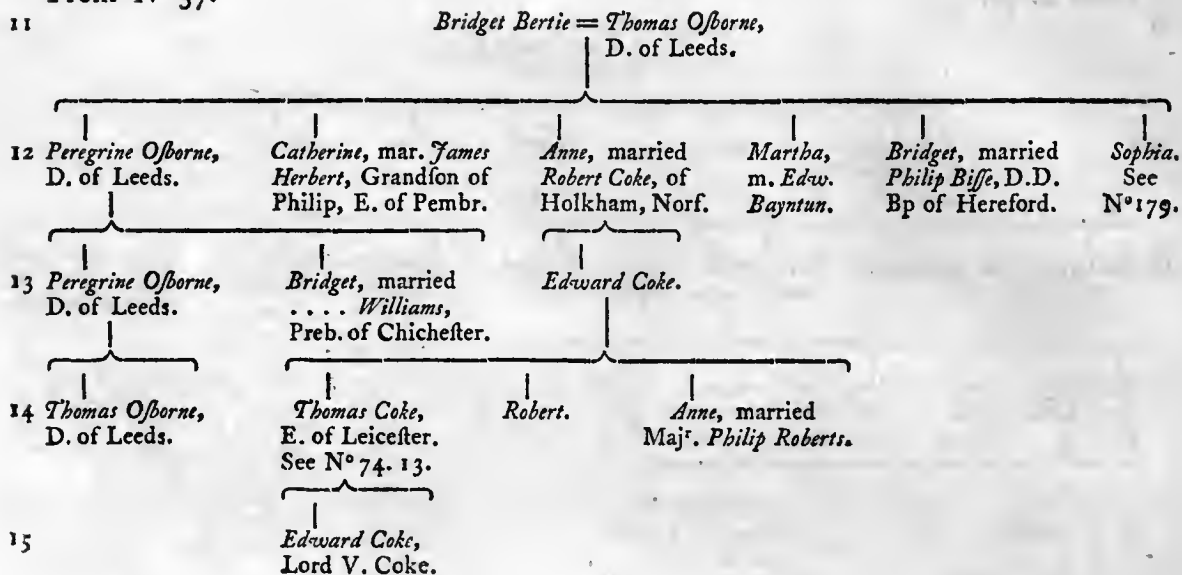 From N° 37.
11 Bridget Bertie = Thomas Oſborne,
D. of Leeds.
12 Peregrine Oſborne,
D. of Leeds.
Catherine, mar. James
Herbert, Grandſon of
Philip, E. of Pembr.
Anne, married
Robert Coke, of
Holkham, Norf.
Martha,
m. Edw.
Bayntun.
Bridget, married
Philip Biſſe, D.D.
Bp of Hereford.
Sophia.
See
N° 179.
13 Peregrine Oſborne,
D. of Leeds.
Bridget, married
.... Williams,
Preb. of Chicheſter.
Edward Coke.
14 Thomas Oſborne,
D. of Leeds.
Thomas Coke,
E. of Leiceſter.
See N° 74. 13.
Robert.
Anne, married
Majʳ. Philip Roberts.
15 Edward Coke,
Lord V. Coke.